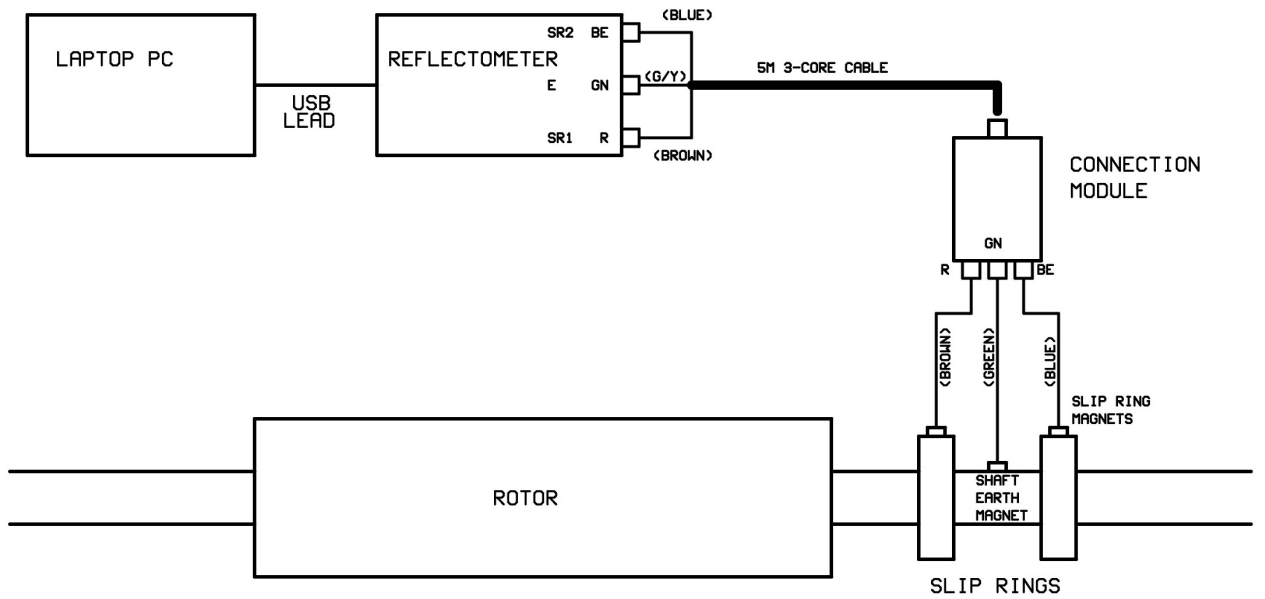 LAPTOP PC
USB
LEAD
REFLECTOMETER
SR2 BE
E GN
SR1 R
(BLUE)
(G/Y)
(BROWN)
5M 3-CORE CABLE
CONNECTION
MODULE
GN
R
BE
(BROWN)
(GREEN)
(BLUE)
SLIP RING
MAGNETS
SHAFT
EARTH
MAGNET
ROTOR
SLIP RINGS